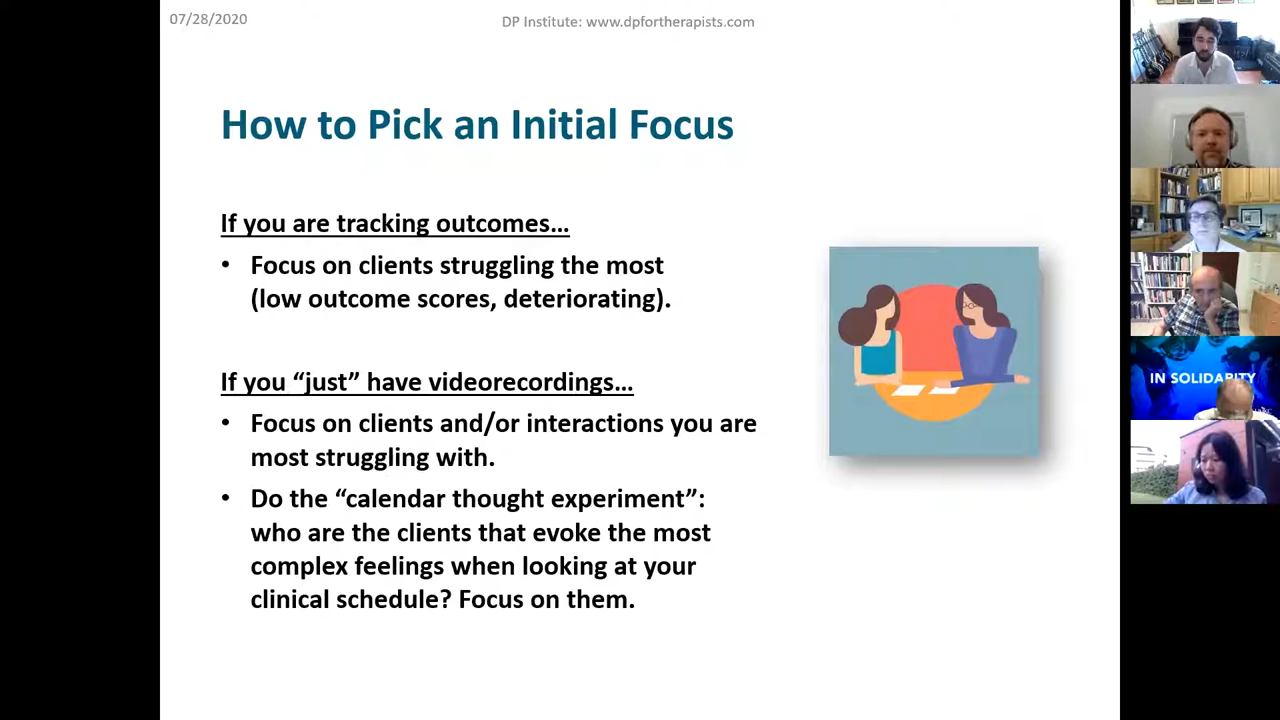 07/28/2020
DP Institute: www.dpfortherapists.com
How to Pick an Initial Focus
If you are tracking outcomes…
• Focus on clients struggling the most
(low outcome scores, deteriorating).
If you “just” have videorecordings…
• Focus on clients and/or interactions you are
most struggling with.
• Do the “calendar thought experiment”:
who are the clients that evoke the most
complex feelings when looking at your
clinical schedule? Focus on them.
IN SOLIDARITY